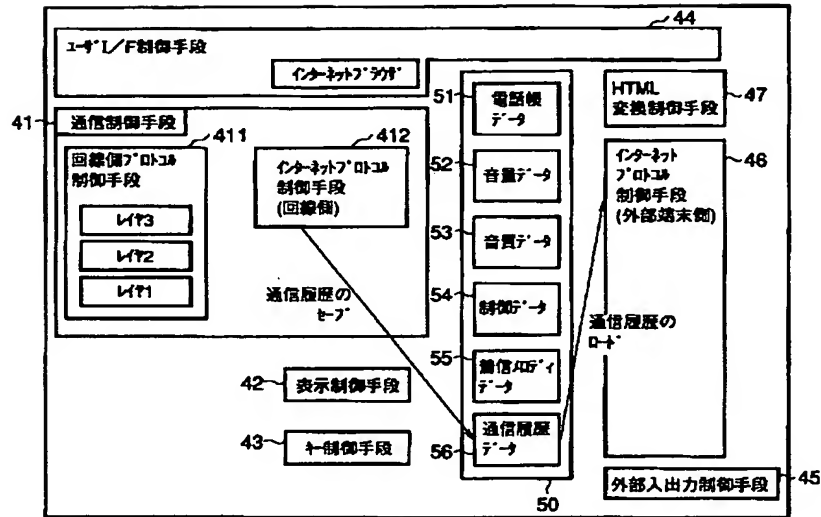 44
ユーザI/F制御手段
インターネットブラウザ
41
通信制御手段
411
回線側プロトコル
制御手段
レイヤ3
レイヤ2
レイヤ1
412
インターネットプロトコル
制御手段
(回線側)
通信履歴の
セーブ
42
表示制御手段
43
キー制御手段
51
電話帳
データ
52
音量データ
53
音質データ
54
制御データ
55
着信メロディ
データ
56
通信履歴
データ
50
HTML
変換制御手段
47
46
インターネット
プロトコル
制御手段
(外部端末側)
通信履歴の
ロード
外部入出力制御手段
45